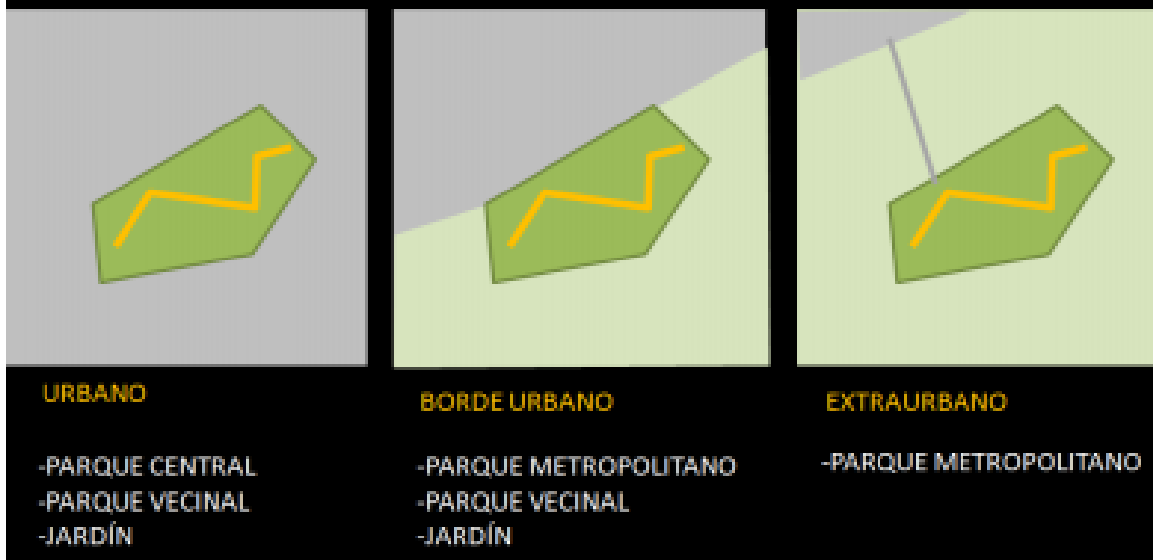 URBANO
-PARQUE CENTRAL
-PARQUE VECINAL
-JARDÍN
BORDE URBANO
-PARQUE METROPOLITANO
-PARQUE VECINAL
-JARDÍN
EXTRAURBANO
-PARQUE METROPOLITANO